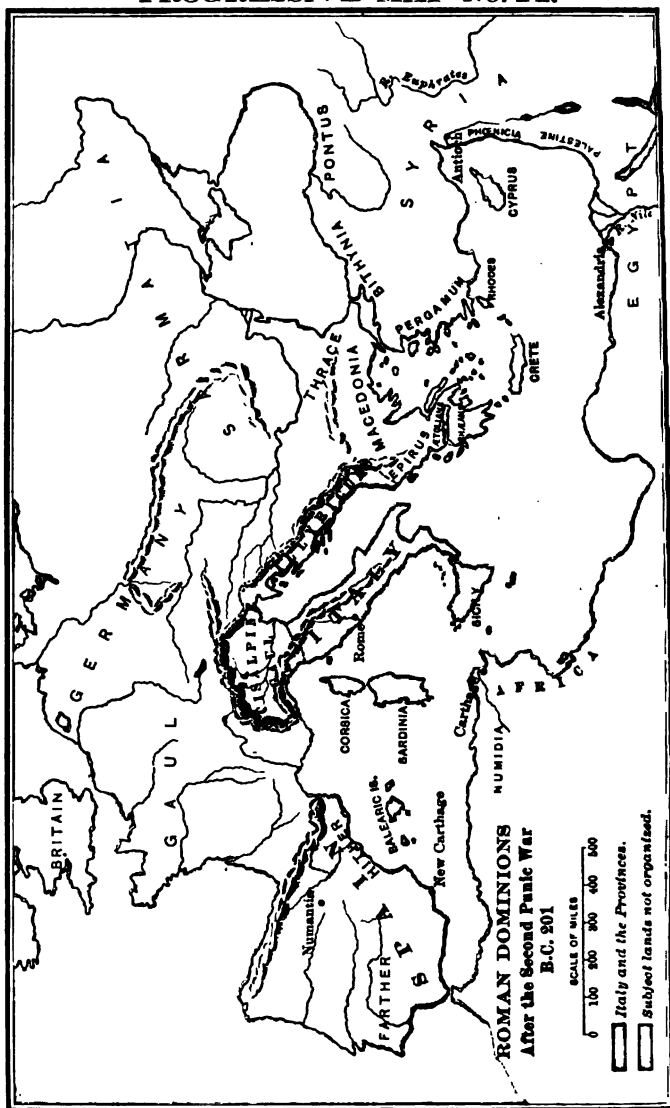 PROGRESSIVE MAP
BRITAIN
GAUL
GERMANY
SARMATIA
R. Euphrates
PONTUS
BITHYNIA
SYRIA
Antioch
PHŒNICI
PALESTINE
CYPRUS
THRACE
MACEDONIA
PERGAMUM
RHODES
EPIRUS
CRETE
Alexandria
R. Nile
EGYPT
ILLYRICUM
CISALPINE
ITALY
Rome
SICILY
CORSICA
SARDINIA
Carthage
AFRICA
NUMIDIA
BALEARIC IS.
New Carthage
Numantia
HITHER
FARTHER
SPAIN
ROMAN DOMINIONS
After the Second Punic War
B.C. 201
SCALE OF MILES
0 100 200 300 400 500
Italy and the Provinces.
Subject lands not organized.